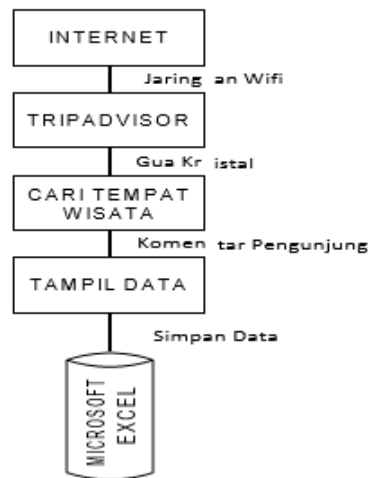 INTERNET
Jaring an Wifi
TRIPADVISOR
Gua Kr istal
CARI TEMPAT
WISATA
Komen tar Pengunjung
TAMPIL DATA
Simpan Data
MICROSOFT
EXCEL